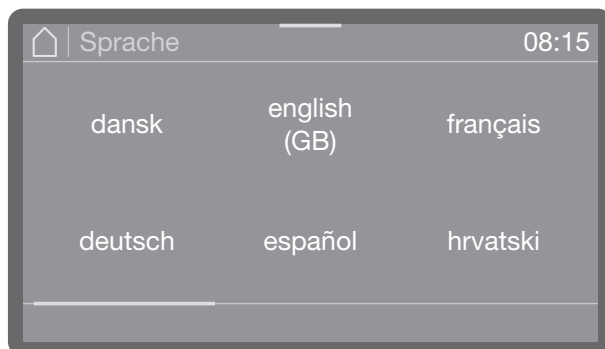 Sprache
08:15
dansk
english
(GB)
français
deutsch
español
hrvatski